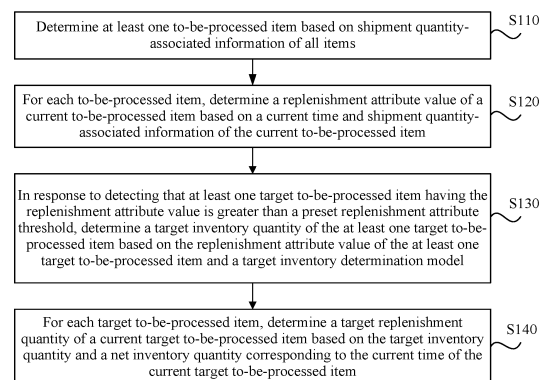 S110
Determine at least one to-be-processed item based on shipment quantity-
associated information of all items
S120
For each to-be-processed item, determine a replenishment attribute value of a
current to-be-processed item based on a current time and shipment quantity-
associated information of the current to-be-processed item
S130
In response to detecting that at least one target to-be-processed item having the
replenishment attribute value is greater than a preset replenishment attribute
threshold, determine a target inventory quantity of the at least one target to-be-
processed item based on the replenishment attribute value of the at least one
target to-be-processed item and a target inventory determination model
S140
For each target to-be-processed item, determine a target replenishment
quantity of a current target to-be-processed item based on the target inventory
quantity and a net inventory quantity corresponding to the current time of the
current target to-be-processed item